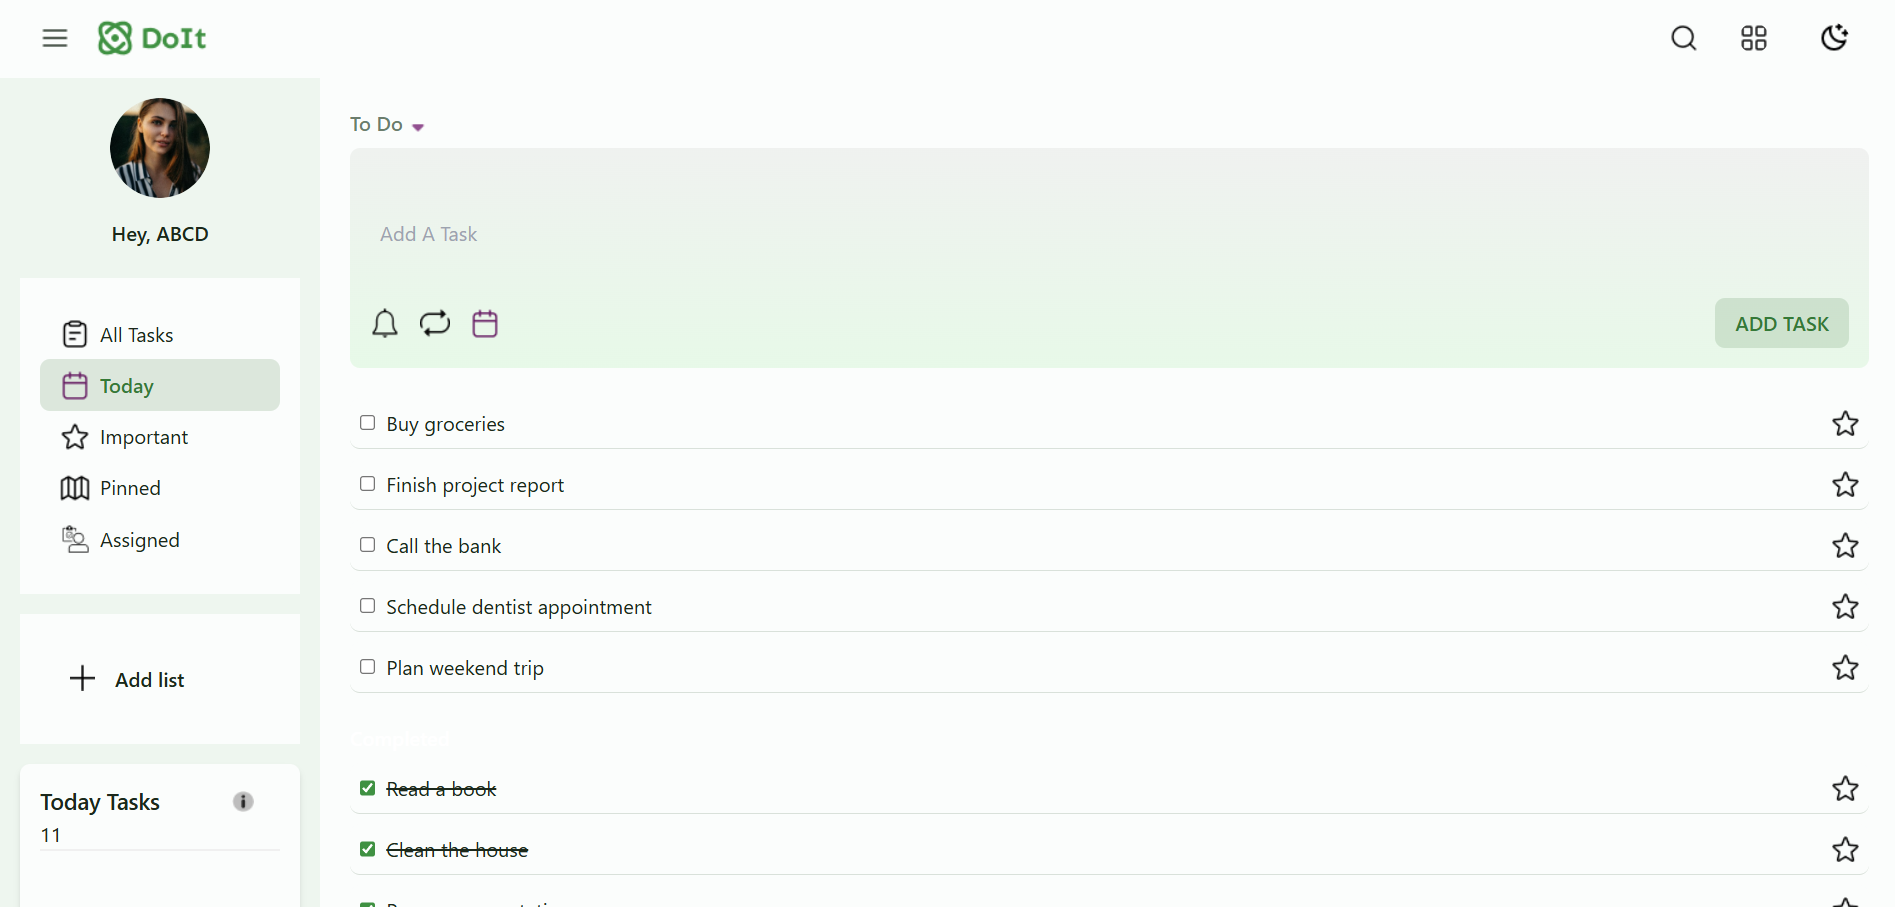 DoIt
Hey, ABCD
All Tasks
Today
Important
Pinned
Assigned
Add list
Today Tasks
11
To Do
Add A Task
ADD TASK
Buy groceries
Finish project report
Call the bank
Schedule dentist appointment
Plan weekend trip
Completed
Read a book
Clean the house